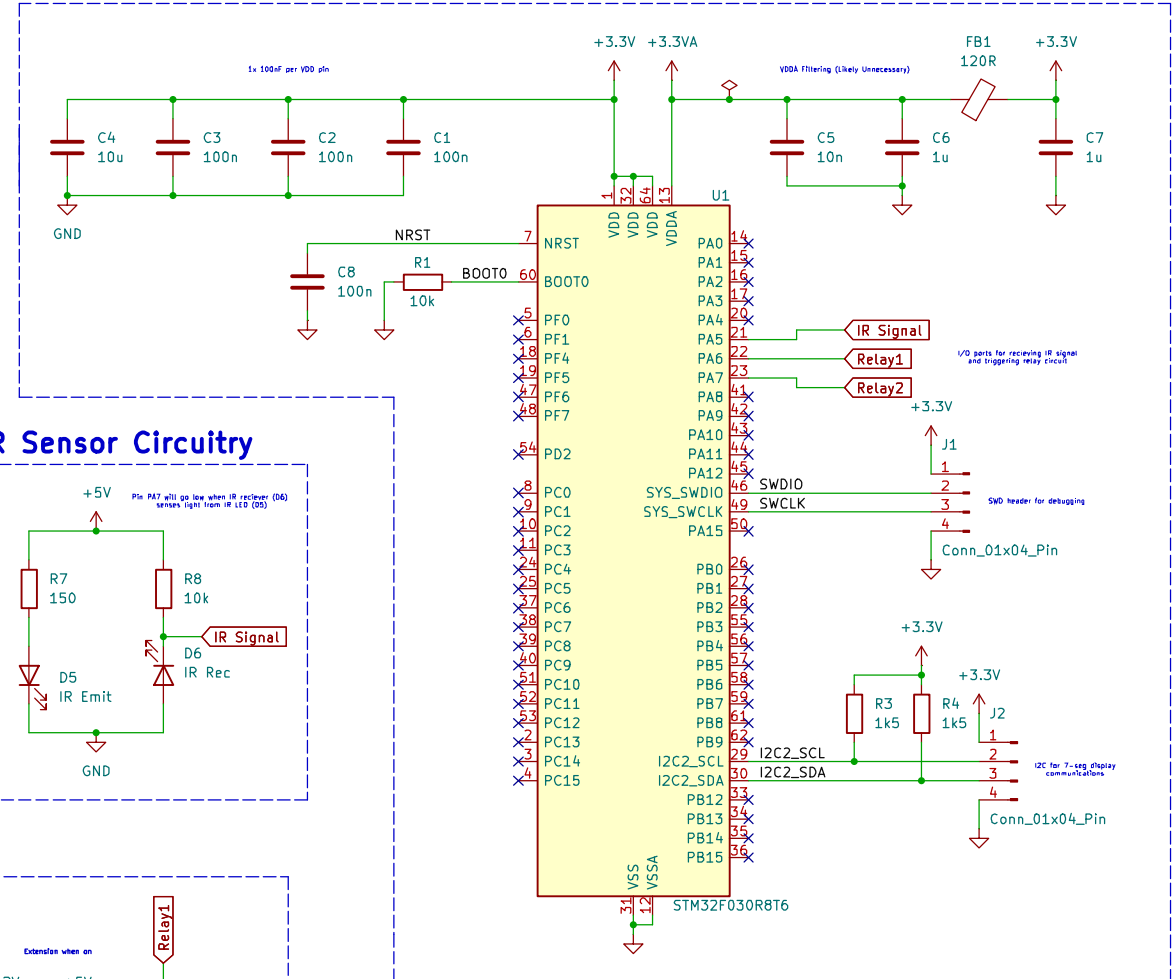 +3.3V
+3.3VA
FB1
120R
+3.3V
1x 100nF per VDD pin
VDDA Filtering (Likely Unnecessary)
C4
10u
C3
100n
C2
100n
C1
100n
C5
10n
C6
1u
C7
1u
GND
1
32
64
13
U1
VDD
VDD
VDD
VDDA
NRST
7
NRST
C8
100n
R1
10k
BOOT0
60
BOOT0
5
PF0
6
PF1
18
PF4
19
PF5
47
PF6
48
PF7
54
PD2
8
PC0
9
PC1
10
PC2
11
PC3
24
PC4
25
PC5
37
PC6
38
PC7
39
PC8
40
PC9
51
PC10
52
PC11
53
PC12
2
PC13
3
PC14
4
PC15
PA0
14
PA1
15
PA2
16
PA3
17
PA4
20
PA5
21
IR Signal
PA6
22
Relay1
PA7
23
Relay2
I/O ports for recieving IR signal
and triggering relay circuit
PA8
41
PA9
42
PA10
43
PA11
44
PA12
45
SYS_SWDIO
46
SWDIO
SYS_SWCLK
49
SWCLK
PA15
50
+3.3V
J1
1
2
3
4
SWD header for debugging
Conn_01x04_Pin
PB0
26
PB1
27
PB2
28
PB3
55
PB4
56
PB5
57
PB6
58
PB7
59
PB8
61
PB9
62
I2C2_SCL
29
I2C2_SCL
I2C2_SDA
30
I2C2_SDA
PB12
33
PB13
34
PB14
35
PB15
36
+3.3V
R3
1k5
R4
1k5
+3.3V
J2
1
2
3
4
I2C for 7-seg display
communications
Conn_01x04_Pin
VSS
VSSA
31
12
STM32F030R8T6
R Sensor Circuitry
+5V
Pin PA7 will go low when IR reciever (D6)
senses light from IR LED (D5)
R7
150
R8
10k
IR Signal
D5
IR Emit
D6
IR Rec
GND
Relay1
Extension when on